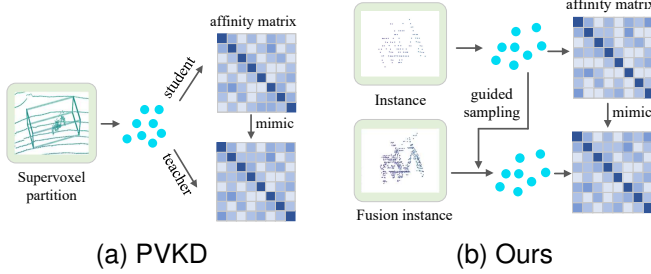 affinity matrix
student
mimic
teacher
Supervoxel
partition
(a) PVKD
affinity matrix
Instance
guided
sampling
mimic
Fusion instance
(b) Ours